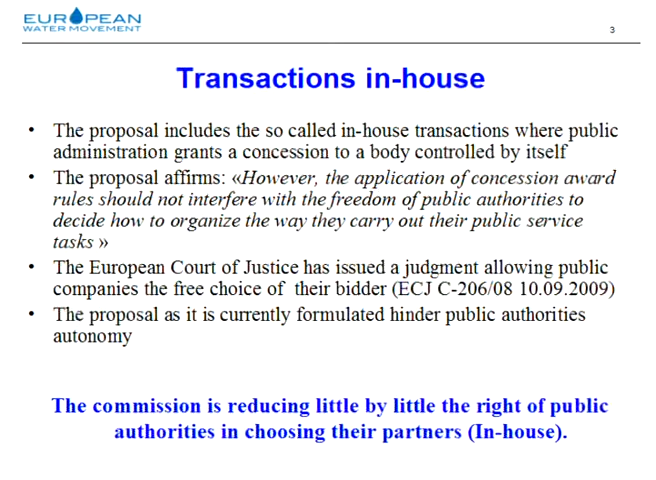 EUROPEAN
WATER MOVEMENT
3
Transactions in-house
• The proposal includes the so called in-house transactions where public
administration grants a concession to a body controlled by itself
• The proposal affirms: «However, the application of concession award
rules should not interfere with the freedom of public authorities to
decide how to organize the way they carry out their public service
tasks »
• The European Court of Justice has issued a judgment allowing public
companies the free choice of their bidder (ECJ C-206/08 10.09.2009)
• The proposal as it is currently formulated hinder public authorities
autonomy
The commission is reducing little by little the right of public
authorities in choosing their partners (In-house).